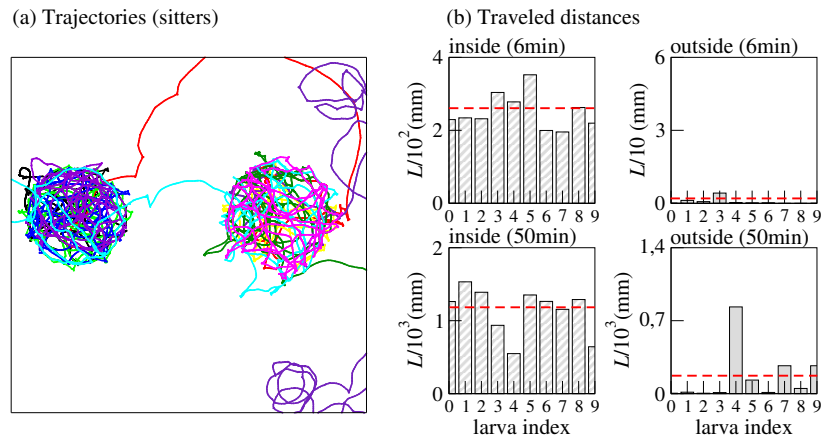 (a) Trajectories (sitters)
(b) Traveled distances
inside (6min)
outside (6min)
L/10² (mm)
4
2
0
0 1 2 3 4 5 6 7 8 9
L/10 (mm)
6
3
0
0 1 2 3 4 5 6 7 8 9
inside (50min)
outside (50min)
L/10³ (mm)
2
1
0
0 1 2 3 4 5 6 7 8 9
larva index
L/10³ (mm)
1.4
0.7
0
0 1 2 3 4 5 6 7 8 9
larva index